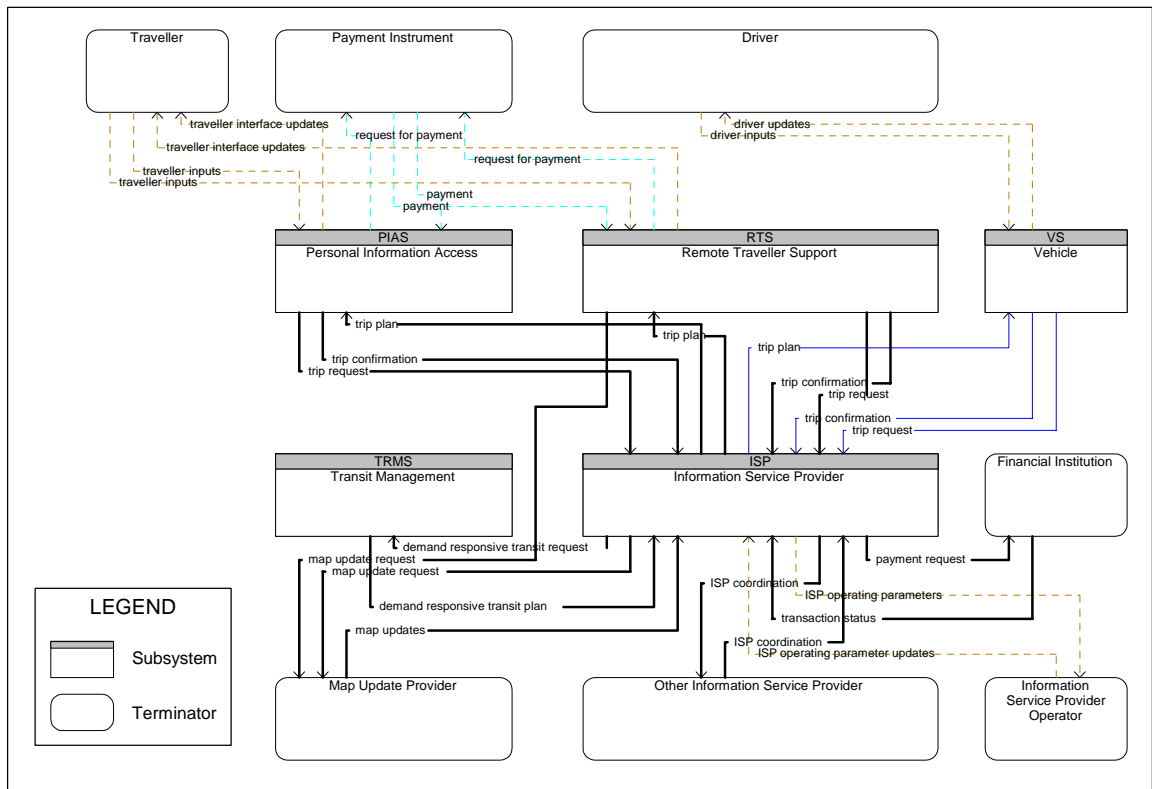 Traveller
Payment Instrument
Driver
traveller interface updates
driver updates
request for payment
driver inputs
traveller interface updates
request for payment
traveller inputs
traveller inputs
payment
payment
PIAS
Personal Information Access
RTS
Remote Traveller Support
VS
Vehicle
trip plan
trip plan
trip plan
trip confirmation
trip request
trip confirmation
trip request
trip confirmation
trip request
TRMS
Transit Management
ISP
Information Service Provider
Financial Institution
demand responsive transit request
map update request
payment request
map update request
ISP coordination
ISP operating parameters
demand responsive transit plan
transaction status
map updates
ISP coordination
ISP operating parameter updates
LEGEND
Subsystem
Terminator
Map Update Provider
Other Information Service Provider
Information
Service Provider
Operator